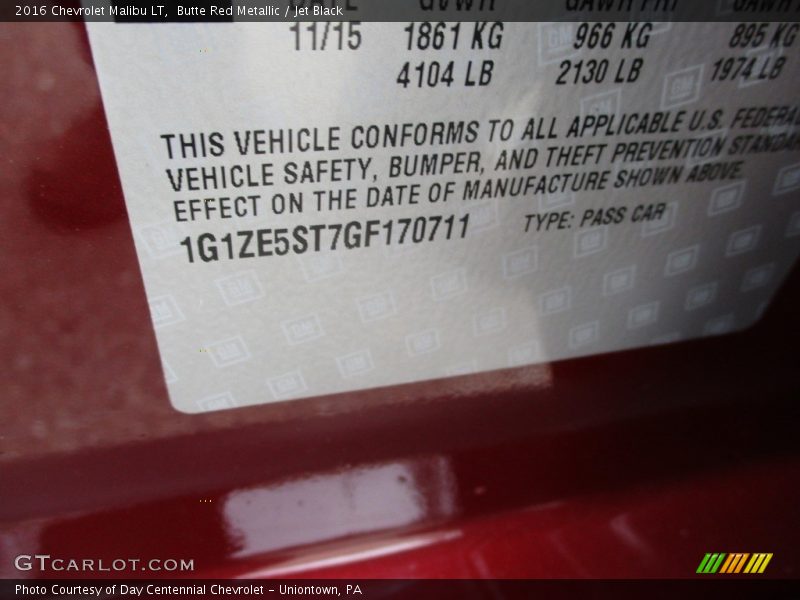 2016 Chevrolet Malibu LT,  Butte Red Metallic / Jet Black
GVWR GAWR FRT GAWR
11/15 1861 KG 966 KG 895 KG
4104 LB 2130 LB 1974 LB
THIS VEHICLE CONFORMS TO ALL APPLICABLE U.S. FEDERAL
VEHICLE SAFETY, BUMPER, AND THEFT PREVENTION STANDAR
EFFECT ON THE DATE OF MANUFACTURE SHOWN ABOVE.
1G1ZE5ST7GF170711 TYPE: PASS CAR
GTCARLOT.COM
Photo Courtesy of Day Centennial Chevrolet - Uniontown, PA